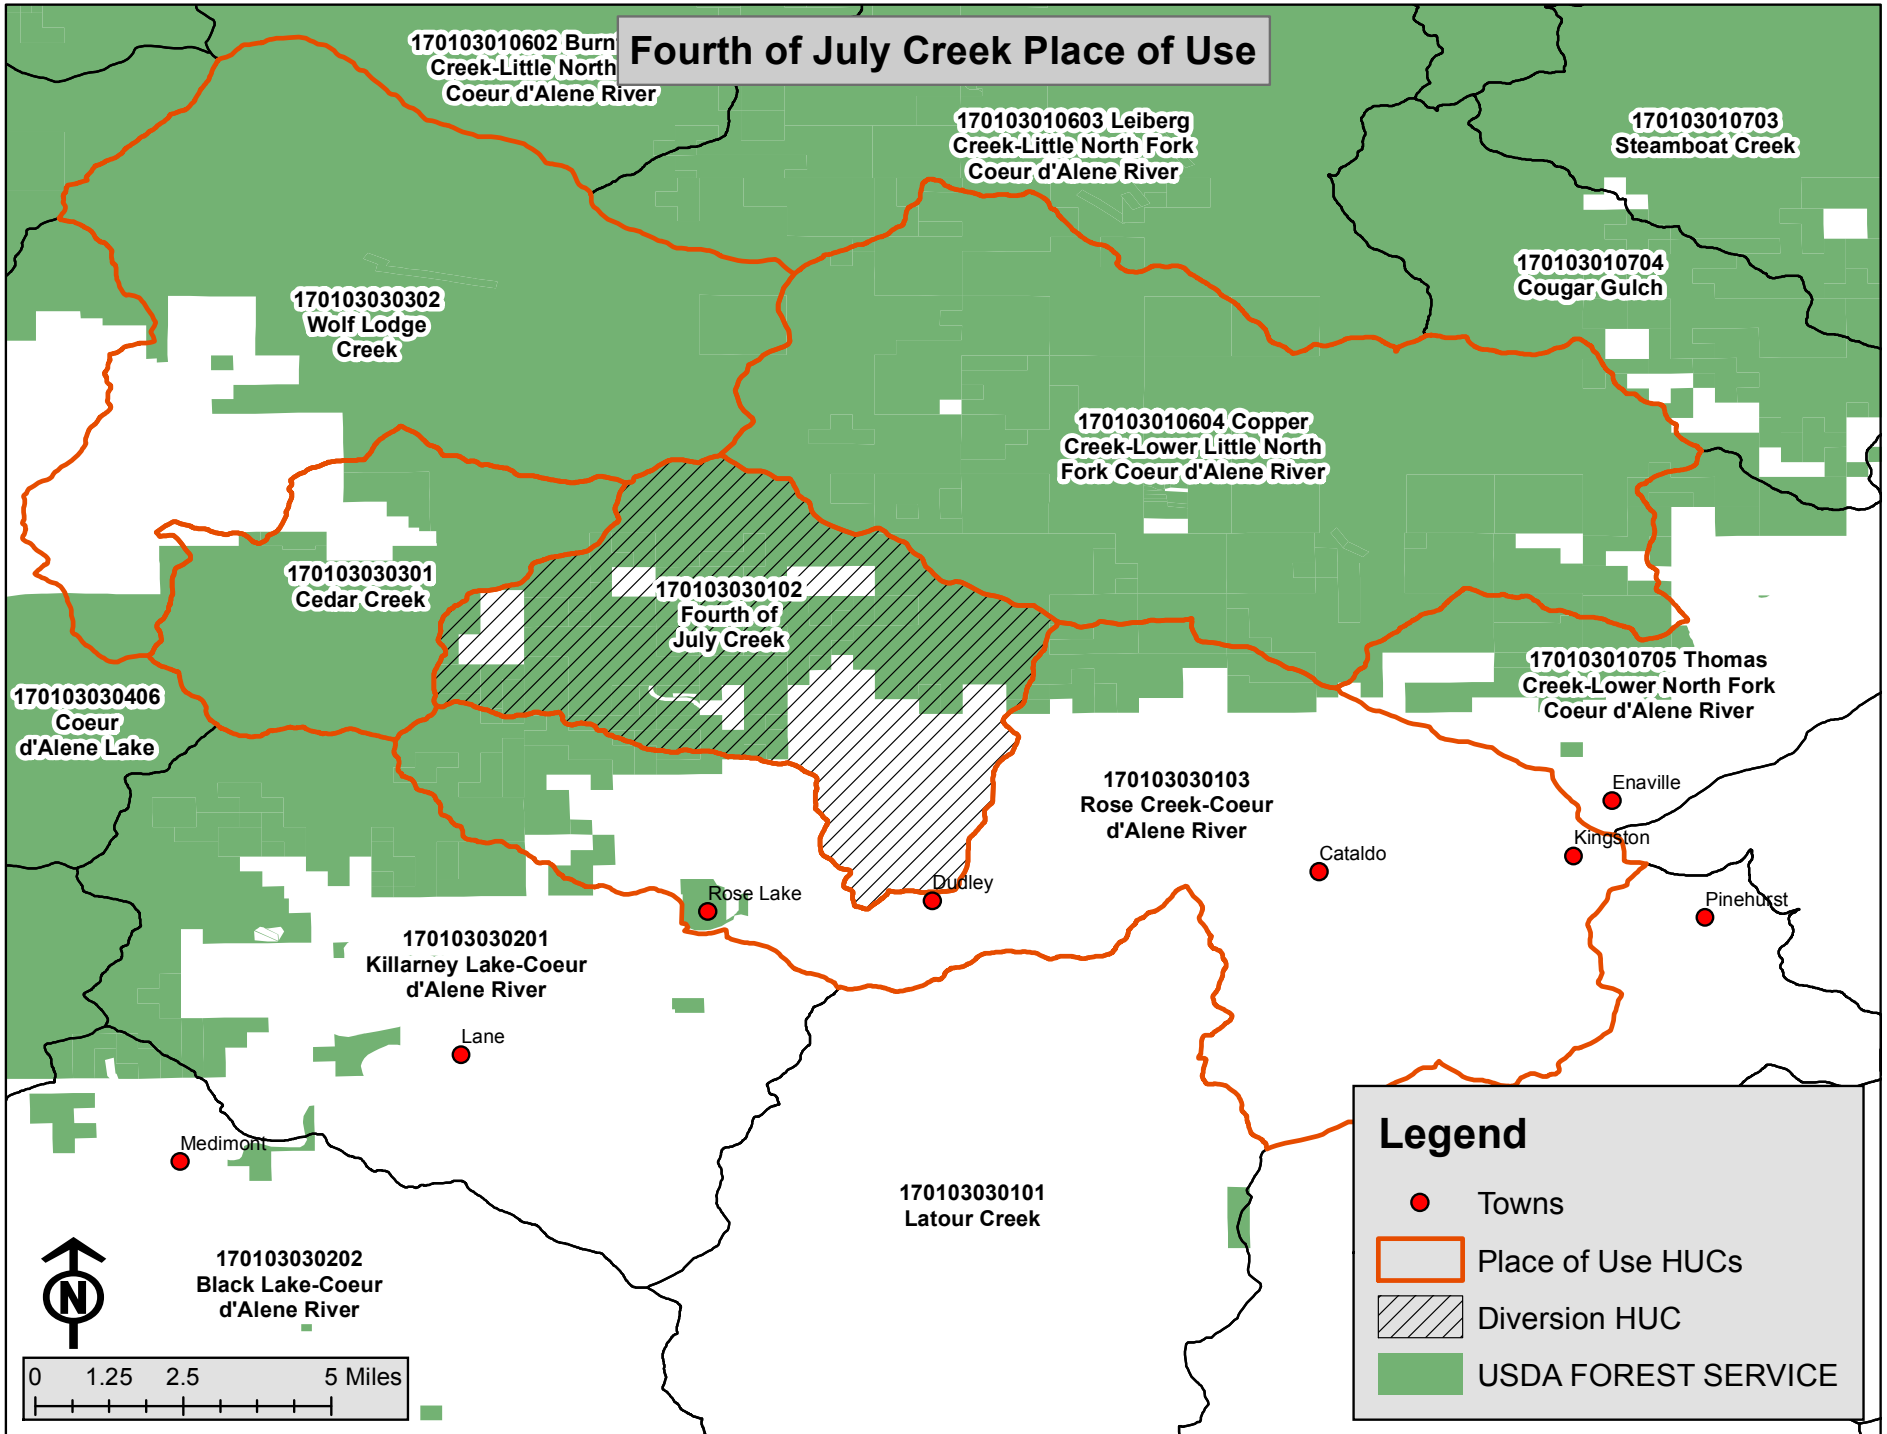 Fourth of July Creek Place of Use
170103010602 Burn
Creek-Little North
Coeur d'Alene River
170103010603 Leiberg
Creek-Little North Fork
Coeur d'Alene River
170103010703
Steamboat Creek
170103010704
Cougar Gulch
170103030302
Wolf Lodge
Creek
170103010604 Copper
Creek-Lower Little North
Fork Coeur d'Alene River
170103030301
Cedar Creek
170103030102
Fourth of
July Creek
170103010705 Thomas
Creek-Lower North Fork
Coeur d'Alene River
170103030406
Coeur
d'Alene Lake
170103030103
Rose Creek-Coeur
d'Alene River
Enaville
Kingston
Cataldo
Pinehurst
Dudley
Rose Lake
170103030201
Killarney Lake-Coeur
d'Alene River
Lane
Medimont
170103030101
Latour Creek
170103030202
Black Lake-Coeur
d'Alene River
N
0 1.25 2.5 5 Miles
Legend
Towns
Place of Use HUCs
Diversion HUC
USDA FOREST SERVICE